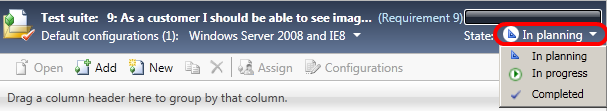 Test suite: 9: As a customer I should be able to see imag... (Requirement 9)
Default configurations (1): Windows Server 2008 and IE8 State: In planning
Open Add New Assign Configurations
In planning
In progress
Completed
Drag a column header here to group by that column.